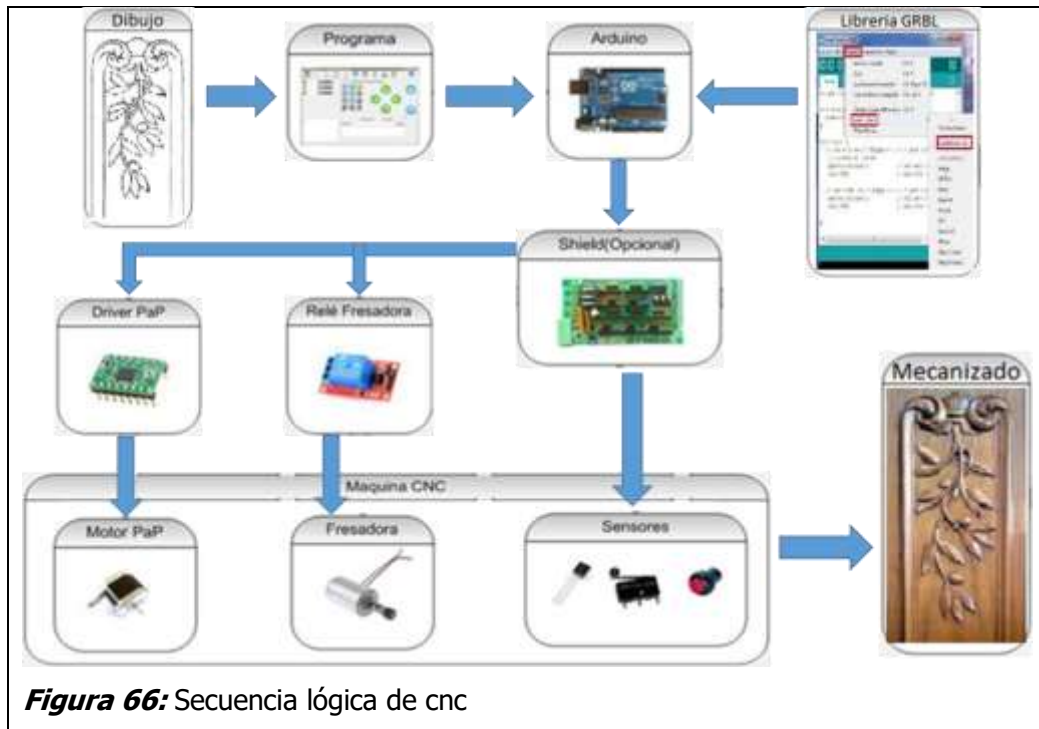 Dibujo
Programa
Arduino
Librería GRBL
Shield(Opcional)
Driver PaP
Relé Fresadora
Mecanizado
Maquina CNC
Motor PaP
Fresadora
Sensores
Figura 66: Secuencia lógica de cnc